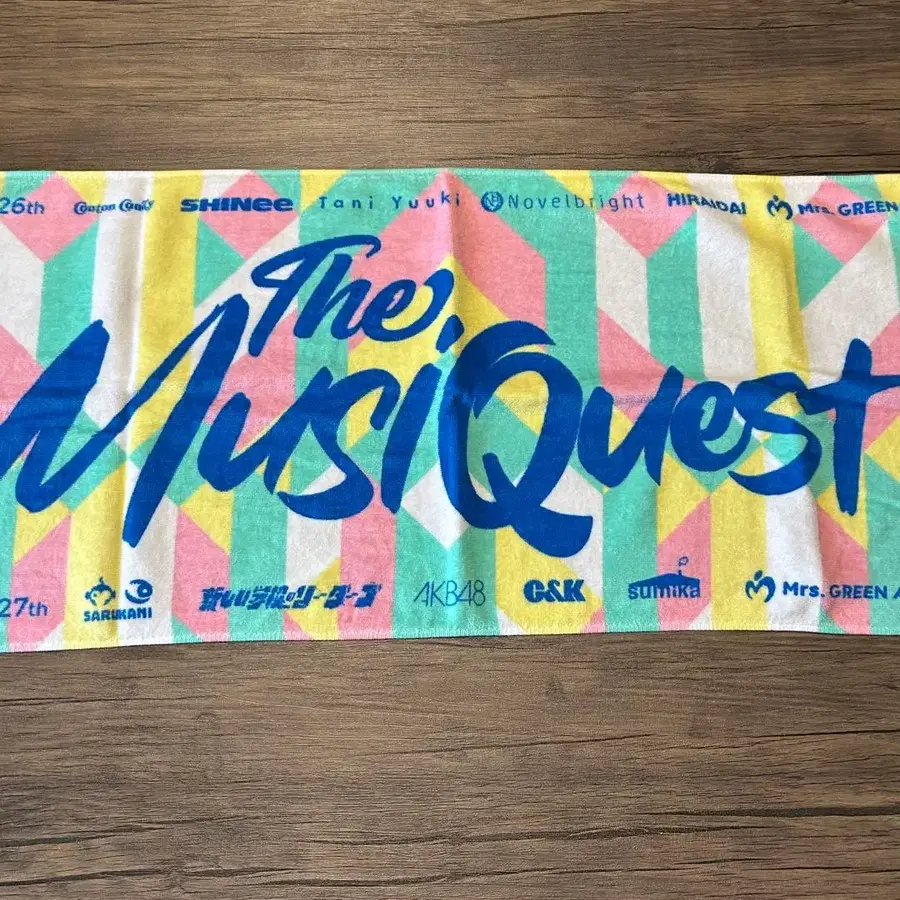 26th Conton Candy SHINee Tani Yuuki Novelbright HIRAIDAI Mrs. GREEN
The
MusiQuest
27th SARUKANI 新しい学校のリーダーズ AKB48 C&K sumika Mrs. GREEN A